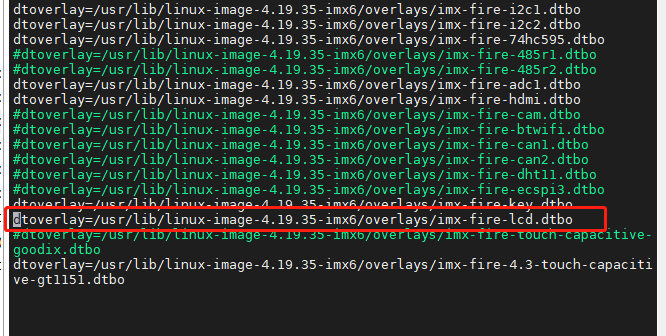 dtoverlay=/usr/lib/linux-image-4.19.35-imx6/overlays/imx-fire-i2c1.dtbo
dtoverlay=/usr/lib/linux-image-4.19.35-imx6/overlays/imx-fire-i2c2.dtbo
dtoverlay=/usr/lib/linux-image-4.19.35-imx6/overlays/imx-fire-74hc595.dtbo
#dtoverlay=/usr/lib/linux-image-4.19.35-imx6/overlays/imx-fire-485r1.dtbo
#dtoverlay=/usr/lib/linux-image-4.19.35-imx6/overlays/imx-fire-485r2.dtbo
dtoverlay=/usr/lib/linux-image-4.19.35-imx6/overlays/imx-fire-adc1.dtbo
dtoverlay=/usr/lib/linux-image-4.19.35-imx6/overlays/imx-fire-hdmi.dtbo
#dtoverlay=/usr/lib/linux-image-4.19.35-imx6/overlays/imx-fire-cam.dtbo
#dtoverlay=/usr/lib/linux-image-4.19.35-imx6/overlays/imx-fire-btwifi.dtbo
#dtoverlay=/usr/lib/linux-image-4.19.35-imx6/overlays/imx-fire-can1.dtbo
#dtoverlay=/usr/lib/linux-image-4.19.35-imx6/overlays/imx-fire-can2.dtbo
#dtoverlay=/usr/lib/linux-image-4.19.35-imx6/overlays/imx-fire-dht11.dtbo
#dtoverlay=/usr/lib/linux-image-4.19.35-imx6/overlays/imx-fire-ecspi3.dtbo
dtoverlay=/usr/lib/linux-image-4.19.35-imx6/overlays/imx-fire-key.dtbo
dtoverlay=/usr/lib/linux-image-4.19.35-imx6/overlays/imx-fire-lcd.dtbo
#dtoverlay=/usr/lib/linux-image-4.19.35-imx6/overlays/imx-fire-touch-capacitive-
goodix.dtbo
dtoverlay=/usr/lib/linux-image-4.19.35-imx6/overlays/imx-fire-4.3-touch-capaciti
ve-gt1151.dtbo